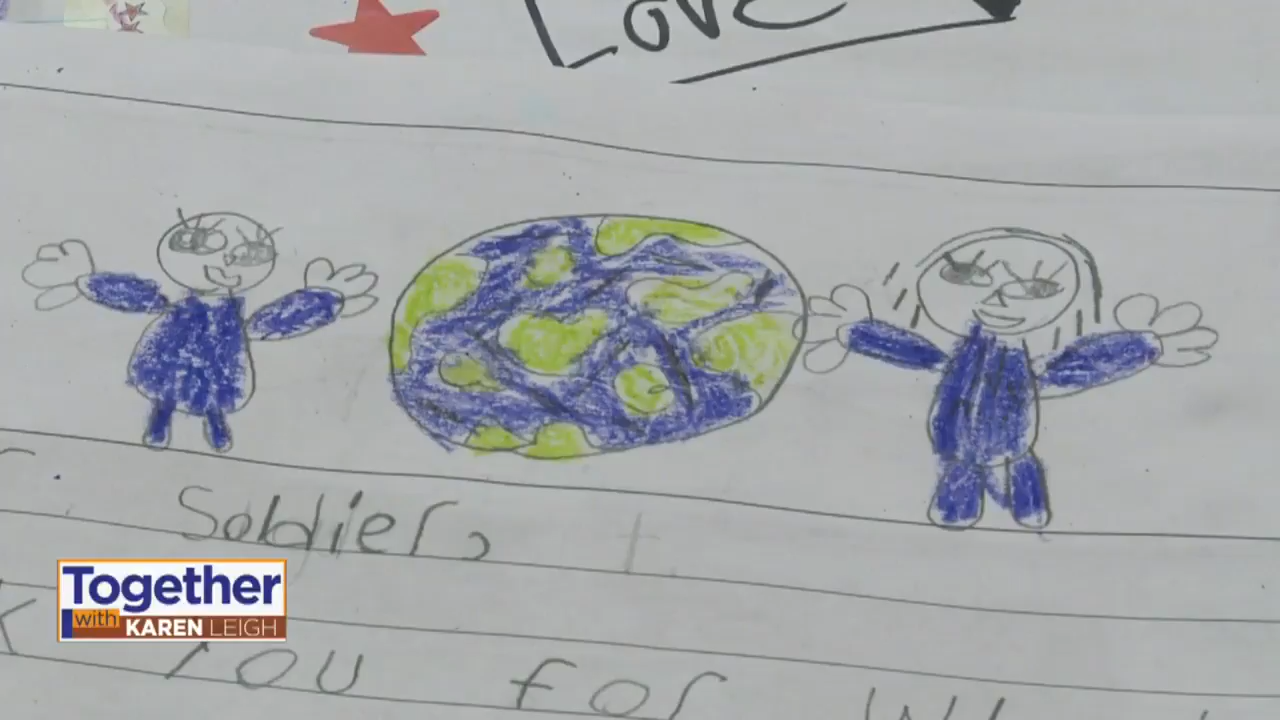 Love
Soldier,
You for
Together
with KAREN LEIGH